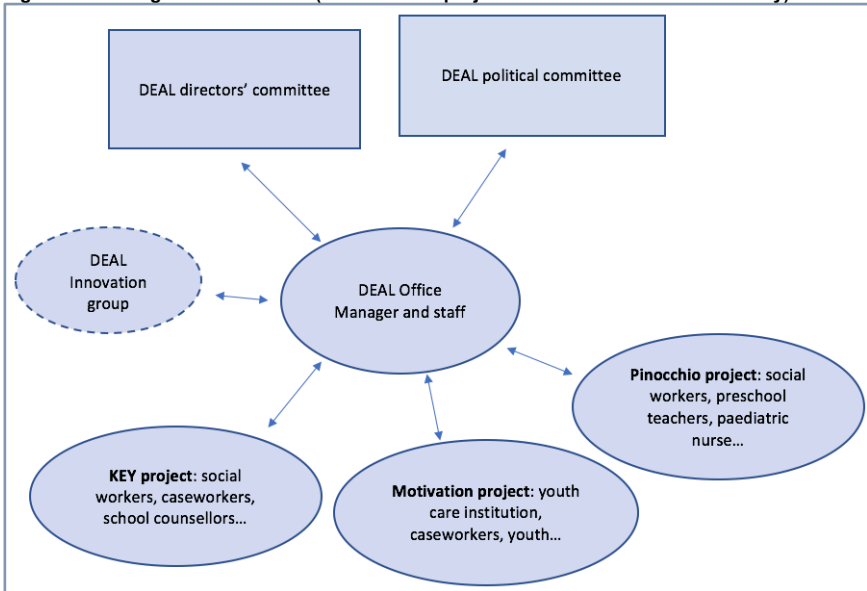 DEAL directors’ committee
DEAL political committee
DEAL
Innovation
group
DEAL Office
Manager and staff
Pinocchio project: social
workers, preschool
teachers, paediatric
nurse…
KEY project: social
workers, caseworkers,
school counsellors…
Motivation project: youth
care institution,
caseworkers, youth…